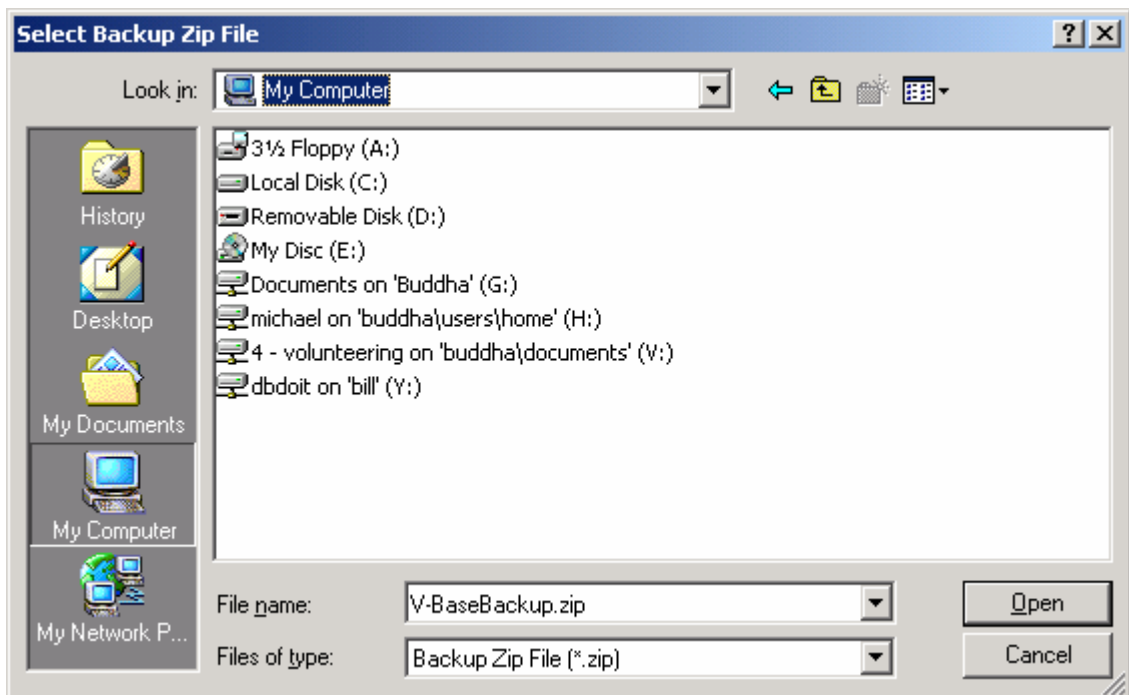 Select Backup Zip File
Look in: My Computer
History
Desktop
My Documents
My Computer
My Network P...
3½ Floppy (A:)
Local Disk (C:)
Removable Disk (D:)
My Disc (E:)
Documents on 'Buddha' (G:)
michael on 'buddha\users\home' (H:)
4 - volunteering on 'buddha\documents' (V:)
dbdoit on 'bill' (Y:)
File name: V-BaseBackup.zip Open
Files of type: Backup Zip File (*.zip) Cancel